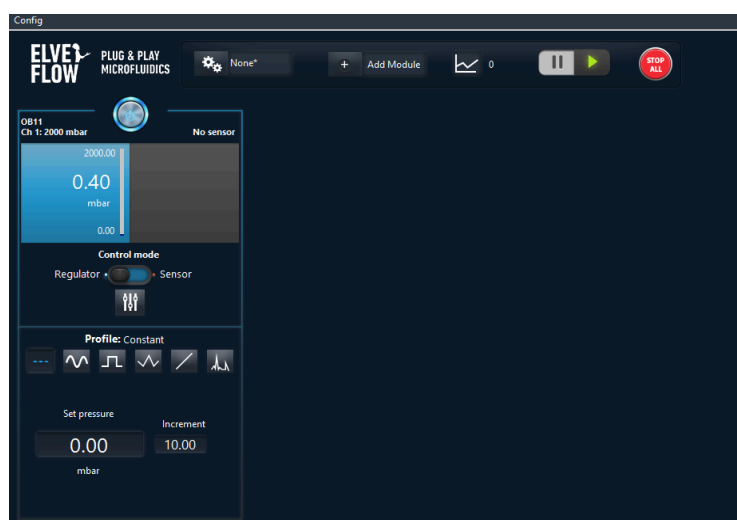 Config
ELVEFLOW
PLUG & PLAY
MICROFLUIDICS
None*
+ Add Module
0
STOP
ALL
OB11
Ch 1: 2000 mbar
No sensor
2000.00
0.40
mbar
0.00
Control mode
Regulator
Sensor
Profile: Constant
---
Set pressure
Increment
0.00
10.00
mbar